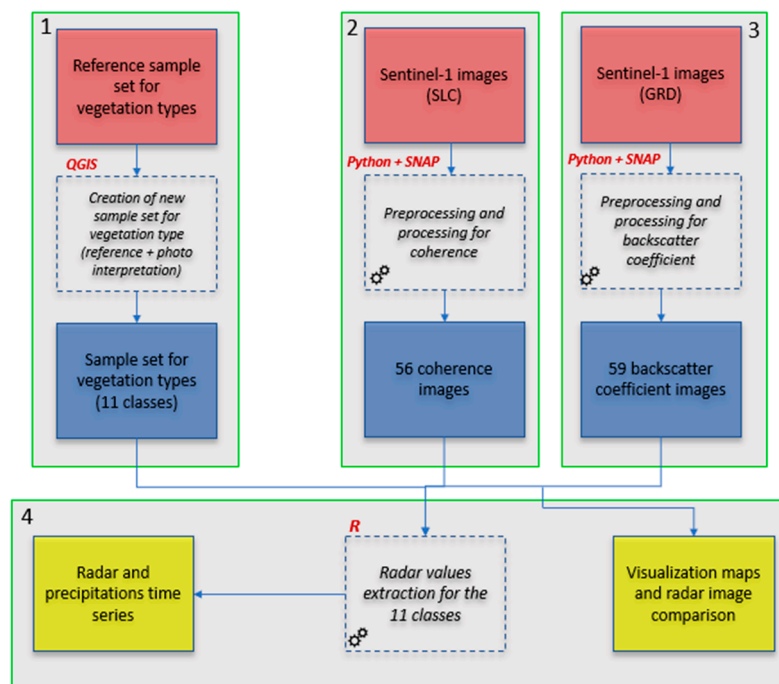 1
Reference sample
set for
vegetation types
QGIS
Creation of new
sample set for
vegetation type
(reference + photo
interpretation)
Sample set for
vegetation types
(11 classes)
2
Sentinel-1 images
(SLC)
Python + SNAP
Preprocessing and
processing for
coherence
56 coherence
images
3
Sentinel-1 images
(GRD)
Python + SNAP
Preprocessing and
processing for
backscatter
coefficient
59 backscatter
coefficient images
4
Radar and
precipitations time
series
R
Radar values
extraction for the
11 classes
Visualization maps
and radar image
comparison